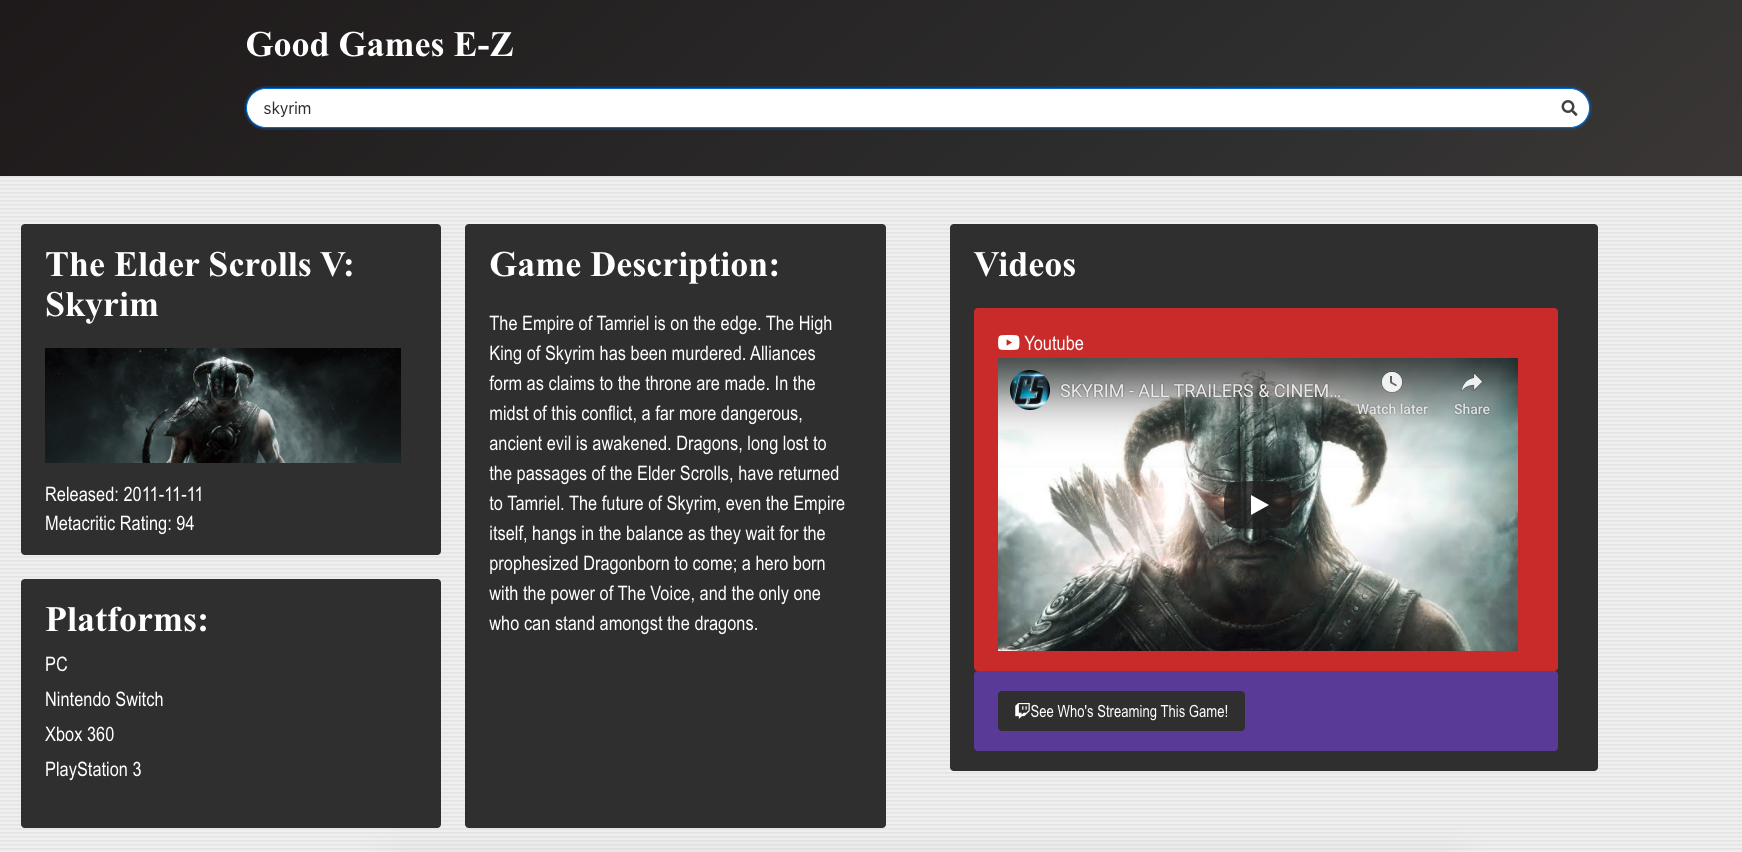 Good Games E-Z
skyrim
The Elder Scrolls V:
Skyrim
Released: 2011-11-11
Metacritic Rating: 94
Platforms:
PC
Nintendo Switch
Xbox 360
PlayStation 3
Game Description:
The Empire of Tamriel is on the edge. The High
King of Skyrim has been murdered. Alliances
form as claims to the throne are made. In the
midst of this conflict, a far more dangerous,
ancient evil is awakened. Dragons, long lost to
the passages of the Elder Scrolls, have returned
to Tamriel. The future of Skyrim, even the Empire
itself, hangs in the balance as they wait for the
prophesized Dragonborn to come; a hero born
with the power of The Voice, and the only one
who can stand amongst the dragons.
Videos
Youtube
CS
SKYRIM - ALL TRAILERS & CINEM...
Watch later
Share
See Who's Streaming This Game!